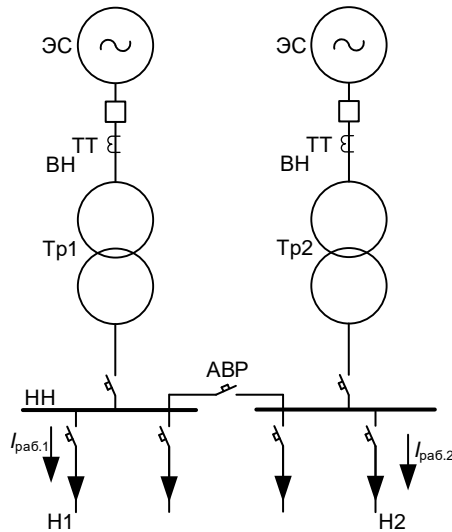 ЭС
ЭС
ТТ
ТТ
ВН
ВН
Тр1
Тр2
АВР
НН
Iраб.1
Iраб.2
Н1
Н2